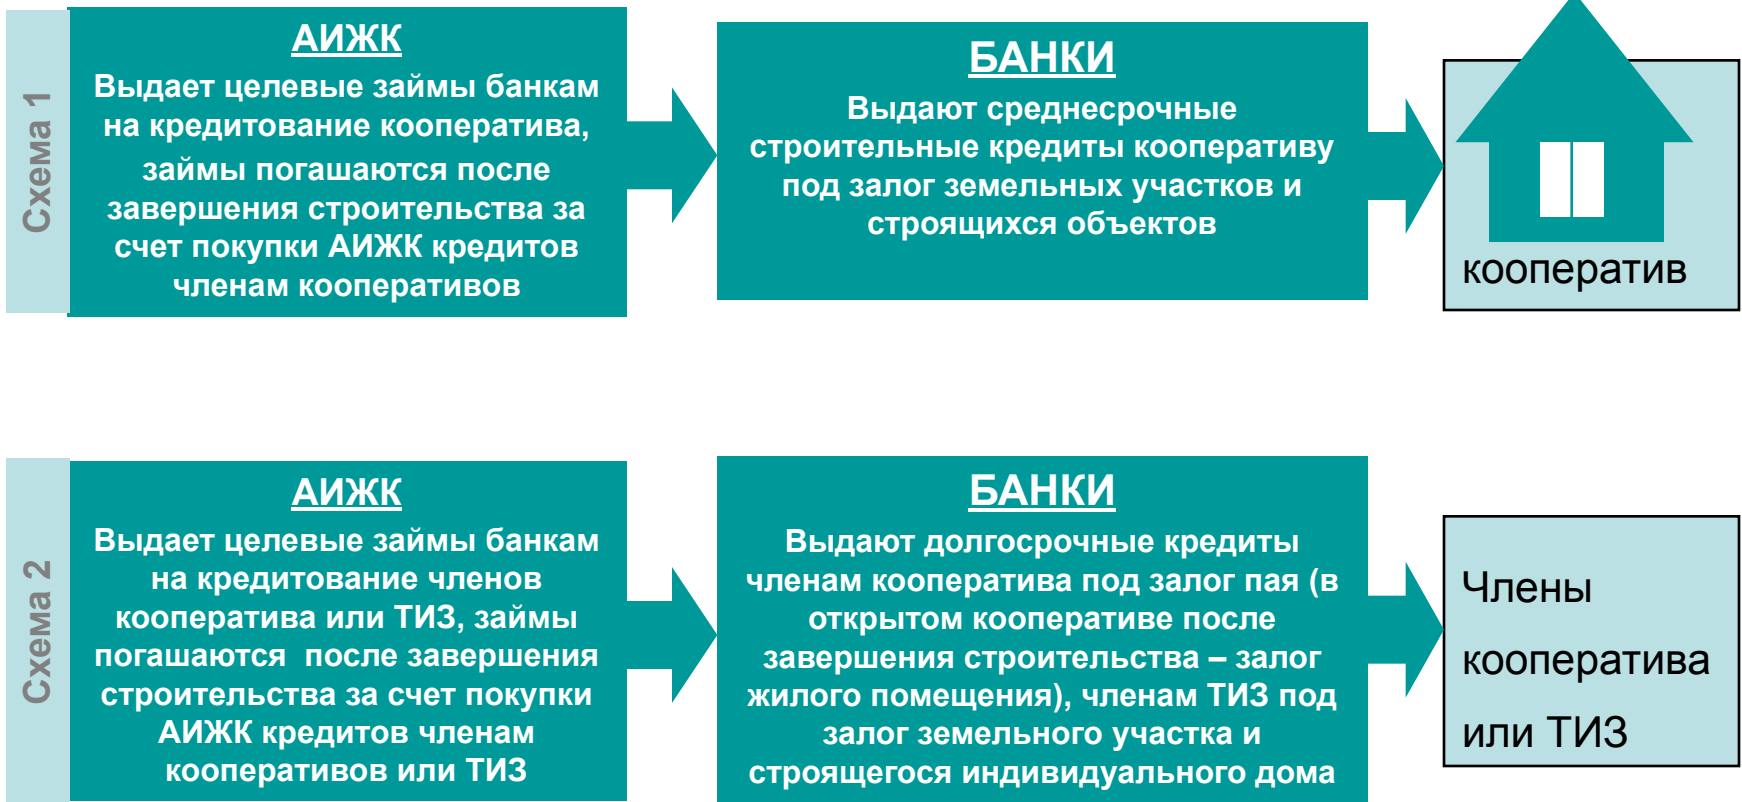 Схема 1
АИЖК
Выдает целевые займы банкам
на кредитование кооператива,
займы погашаются после
завершения строительства за
счет покупки АИЖК кредитов
членам кооперативов
БАНКИ
Выдают среднесрочные
строительные кредиты кооперативу
под залог земельных участков и
строящихся объектов
кооператив
Схема 2
АИЖК
Выдает целевые займы банкам
на кредитование членов
кооператива или ТИЗ, займы
погашаются после завершения
строительства за счет покупки
АИЖК кредитов членам
кооперативов или ТИЗ
БАНКИ
Выдают долгосрочные кредиты
членам кооператива под залог пая (в
открытом кооперативе после
завершения строительства – залог
жилого помещения), членам ТИЗ под
залог земельного участка и
строящегося индивидуального дома
Члены
кооператива
или ТИЗ